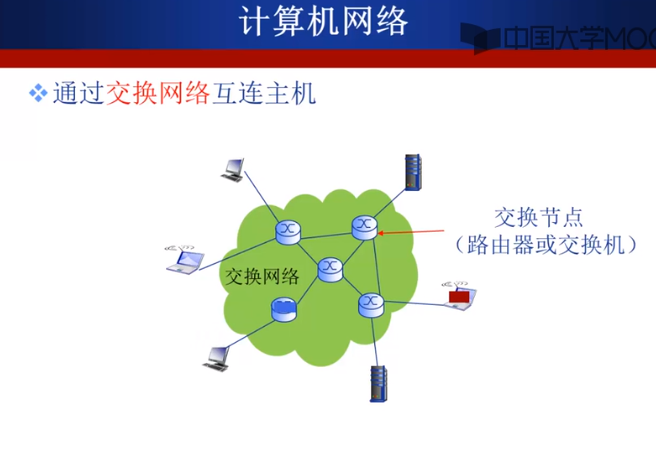 计算机网络
中国大学MOO
通过交换网络互连主机
交换节点
（路由器或交换机）
交换网络